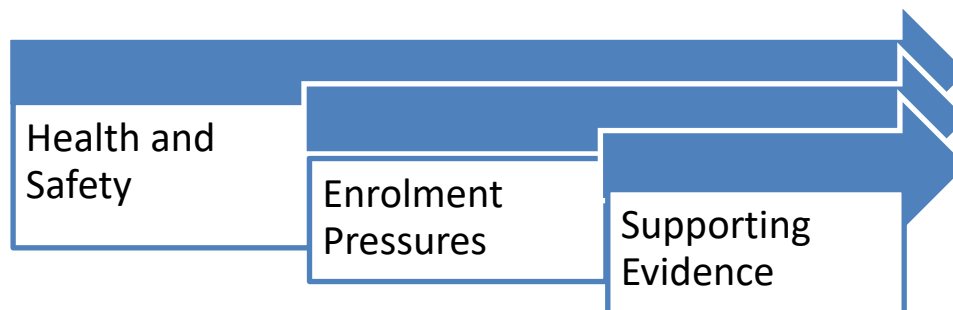 Health and
Safety
Enrolment
Pressures
Supporting
Evidence